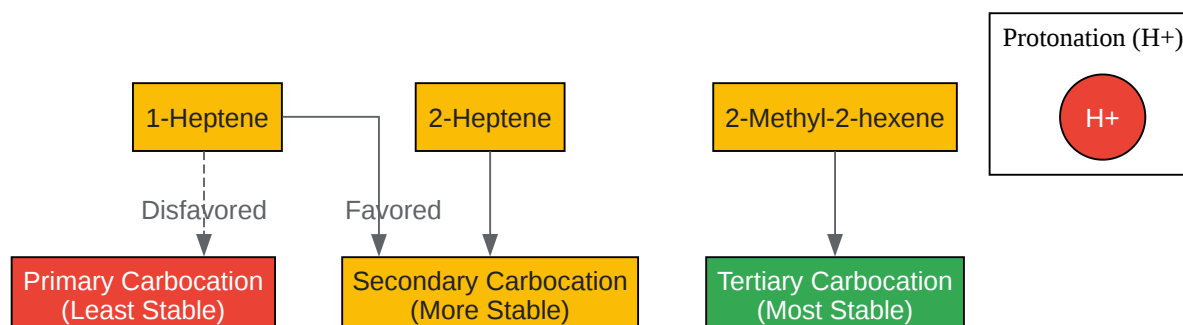 Protonation (H+)
H+
1-Heptene
2-Heptene
2-Methyl-2-hexene
Disfavored
Favored
Primary Carbocation
(Least Stable)
Secondary Carbocation
(More Stable)
Tertiary Carbocation
(Most Stable)